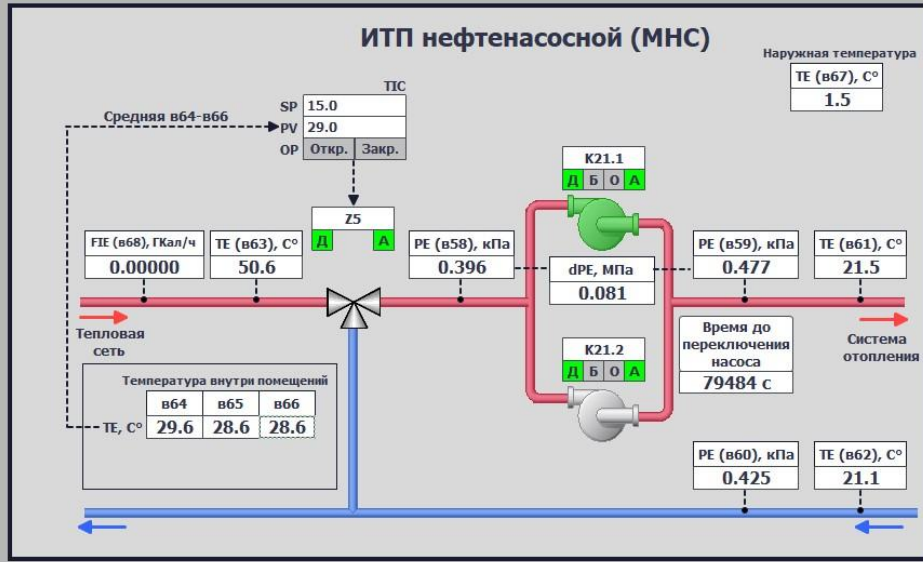 ИТП нефтенасосной (МНС)
Наружная температура
TE (в67), C°
1.5
TIC
SP 15.0
PV 29.0
OP Откр. Закр.
Средняя в64-в66
K21.1
Д Б О А
Z5
Д А
FIE (в68), ГКал/ч
0.00000
TE (в63), C°
50.6
PE (в58), кПа
0.396
dPE, МПа
0.081
PE (в59), кПа
0.477
TE (в61), C°
21.5
Тепловая
сеть
Время до
переключения
насоса
79484 с
Система
отопления
K21.2
Д Б О А
Температура внутри помещений
в64 в65 в66
TE, C° 29.6 28.6 28.6
PE (в60), кПа
0.425
TE (в62), C°
21.1